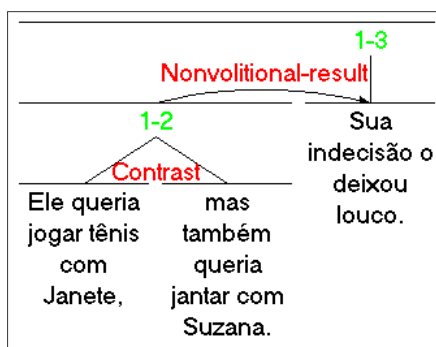 1-3
Nonvolitional-result
1-2
Contrast
Ele queria
jogar tênis
com
Janete,
mas
também
queria
jantar com
Suzana.
Sua
indecisão o
deixou
louco.